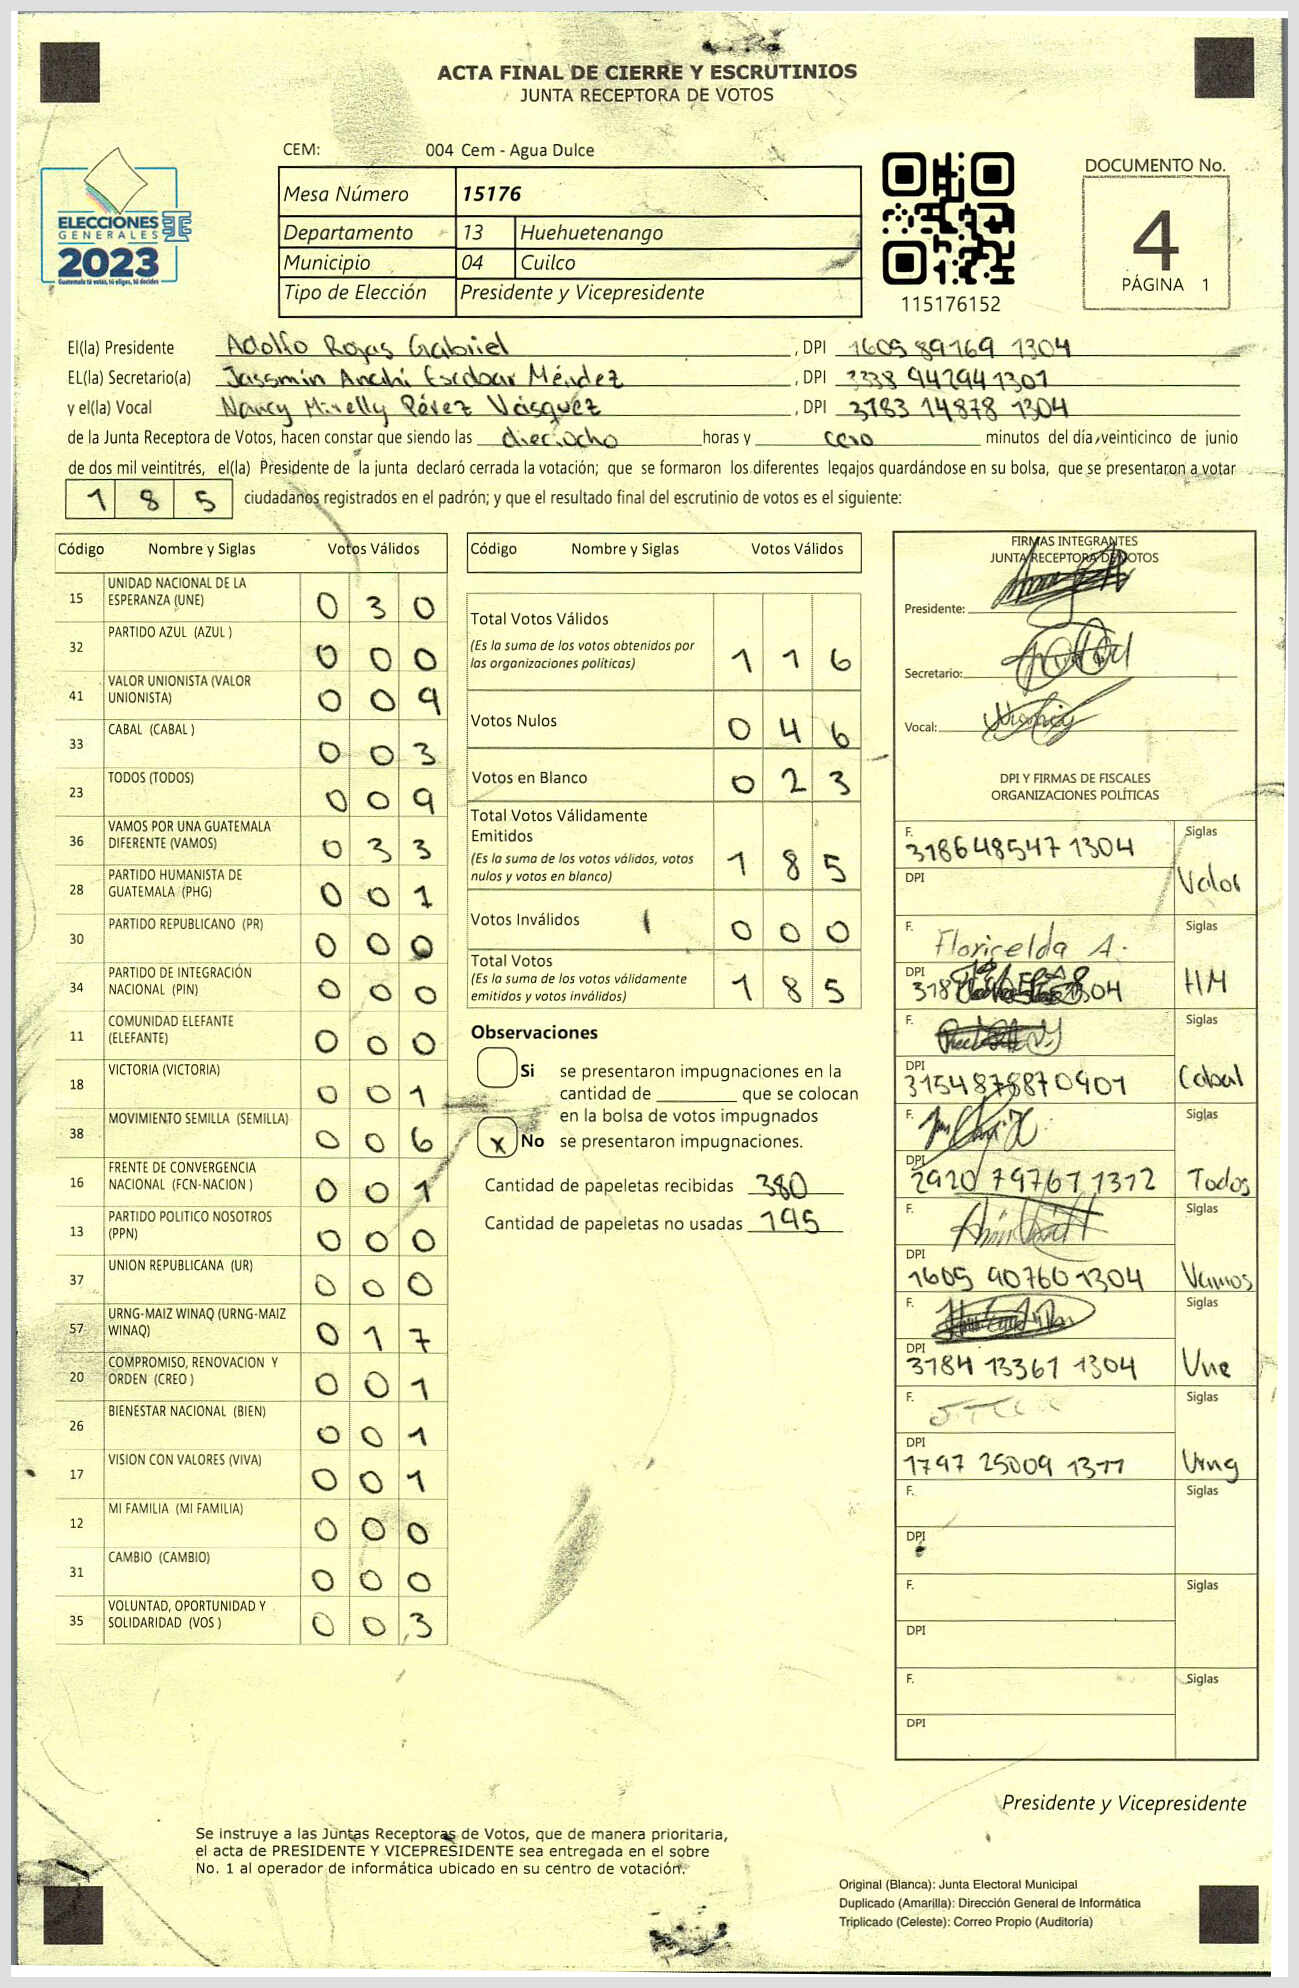 ACTA FINAL DE CIERRE Y ESCRUTINIOS
JUNTA RECEPTORA DE VOTOS
CEM: 004 Cem - Agua Dulce
Mesa Número 15176
Departamento 13 Huehuetenango
Municipio 04 Cuilco
Tipo de Elección Presidente y Vicepresidente
ELECCIONES
GENERALES
2023
Guatemala tú votas, tú eliges, tú decides
115176152
DOCUMENTO No.
4
PÁGINA 1
El(la) Presidente Adolfo Rojas Gabriel, DPI 1605 89169 1304
EL(la) Secretario(a) Jassmin Anahí Escobar Méndez, DPI 3338 94294 1301
y el(la) Vocal Nancy Mirelly Pérez Vásquez, DPI 3183 14878 1304
de la Junta Receptora de Votos, hacen constar que siendo las dieciocho horas y cero minutos del día veinticinco de junio
de dos mil veintitrés, el(la) Presidente de la junta declaró cerrada la votación; que se formaron los diferentes legajos guardándose en su bolsa, que se presentaron a votar
1 8 5 ciudadanos registrados en el padrón; y que el resultado final del escrutinio de votos es el siguiente:
Código Nombre y Siglas Votos Válidos
15 UNIDAD NACIONAL DE LA ESPERANZA (UNE) 0 3 0
32 PARTIDO AZUL (AZUL ) 0 0 0
41 VALOR UNIONISTA (VALOR UNIONISTA) 0 0 9
33 CABAL (CABAL ) 0 0 3
23 TODOS (TODOS) 0 0 9
36 VAMOS POR UNA GUATEMALA DIFERENTE (VAMOS) 0 3 3
28 PARTIDO HUMANISTA DE GUATEMALA (PHG) 0 0 1
30 PARTIDO REPUBLICANO (PR) 0 0 0
34 PARTIDO DE INTEGRACIÓN NACIONAL (PIN) 0 0 0
11 COMUNIDAD ELEFANTE (ELEFANTE) 0 0 0
18 VICTORIA (VICTORIA) 0 0 1
38 MOVIMIENTO SEMILLA (SEMILLA) 0 0 6
16 FRENTE DE CONVERGENCIA NACIONAL (FCN-NACION ) 0 0 1
13 PARTIDO POLITICO NOSOTROS (PPN) 0 0 0
37 UNION REPUBLICANA (UR) 0 0 0
57 URNG-MAIZ WINAQ (URNG-MAIZ WINAQ) 0 1 7
20 COMPROMISO, RENOVACION Y ORDEN (CREO ) 0 0 1
26 BIENESTAR NACIONAL (BIEN) 0 0 1
17 VISION CON VALORES (VIVA) 0 0 1
12 MI FAMILIA (MI FAMILIA) 0 0 0
31 CAMBIO (CAMBIO) 0 0 0
35 VOLUNTAD, OPORTUNIDAD Y SOLIDARIDAD (VOS ) 0 0 3
Código Nombre y Siglas Votos Válidos
Total Votos Válidos
(Es la suma de los votos obtenidos por
las organizaciones políticas) 1 1 6
Votos Nulos 0 4 6
Votos en Blanco 0 2 3
Total Votos Válidamente
Emitidos
(Es la suma de los votos válidos, votos
nulos y votos en blanco) 1 8 5
Votos Inválidos 0 0 0
Total Votos
(Es la suma de los votos válidamente
emitidos y votos inválidos) 1 8 5
Observaciones
Si se presentaron impugnaciones en la
cantidad de ________ que se colocan
en la bolsa de votos impugnados
x No se presentaron impugnaciones.
Cantidad de papeletas recibidas 380
Cantidad de papeletas no usadas 195
FIRMAS INTEGRANTES
JUNTA RECEPTORA DE VOTOS
Presidente:
Secretario:
Vocal:
DPI Y FIRMAS DE FISCALES
ORGANIZACIONES POLÍTICAS
F. 318648547 1304 Siglas
DPI Valor
F. Floricelda A. Siglas
DPI 1304 HM
F. Siglas
DPI 3154878870901 Cabal
F. Siglas
DPI 2920 79767 1312 Todos
F. Siglas
DPI 1605 90760 1304 Vamos
F. Siglas
DPI 3184 13361 1304 Une
F. Siglas
DPI 1797 25009 1311 Urng
F. Siglas
DPI
F. Siglas
DPI
F. Siglas
DPI
Presidente y Vicepresidente
Se instruye a las Juntas Receptoras de Votos, que de manera prioritaria,
el acta de PRESIDENTE Y VICEPRESIDENTE sea entregada en el sobre
No. 1 al operador de informática ubicado en su centro de votación.
Original (Blanca): Junta Electoral Municipal
Duplicado (Amarilla): Dirección General de Informática
Triplicado (Celeste): Correo Propio (Auditoría)